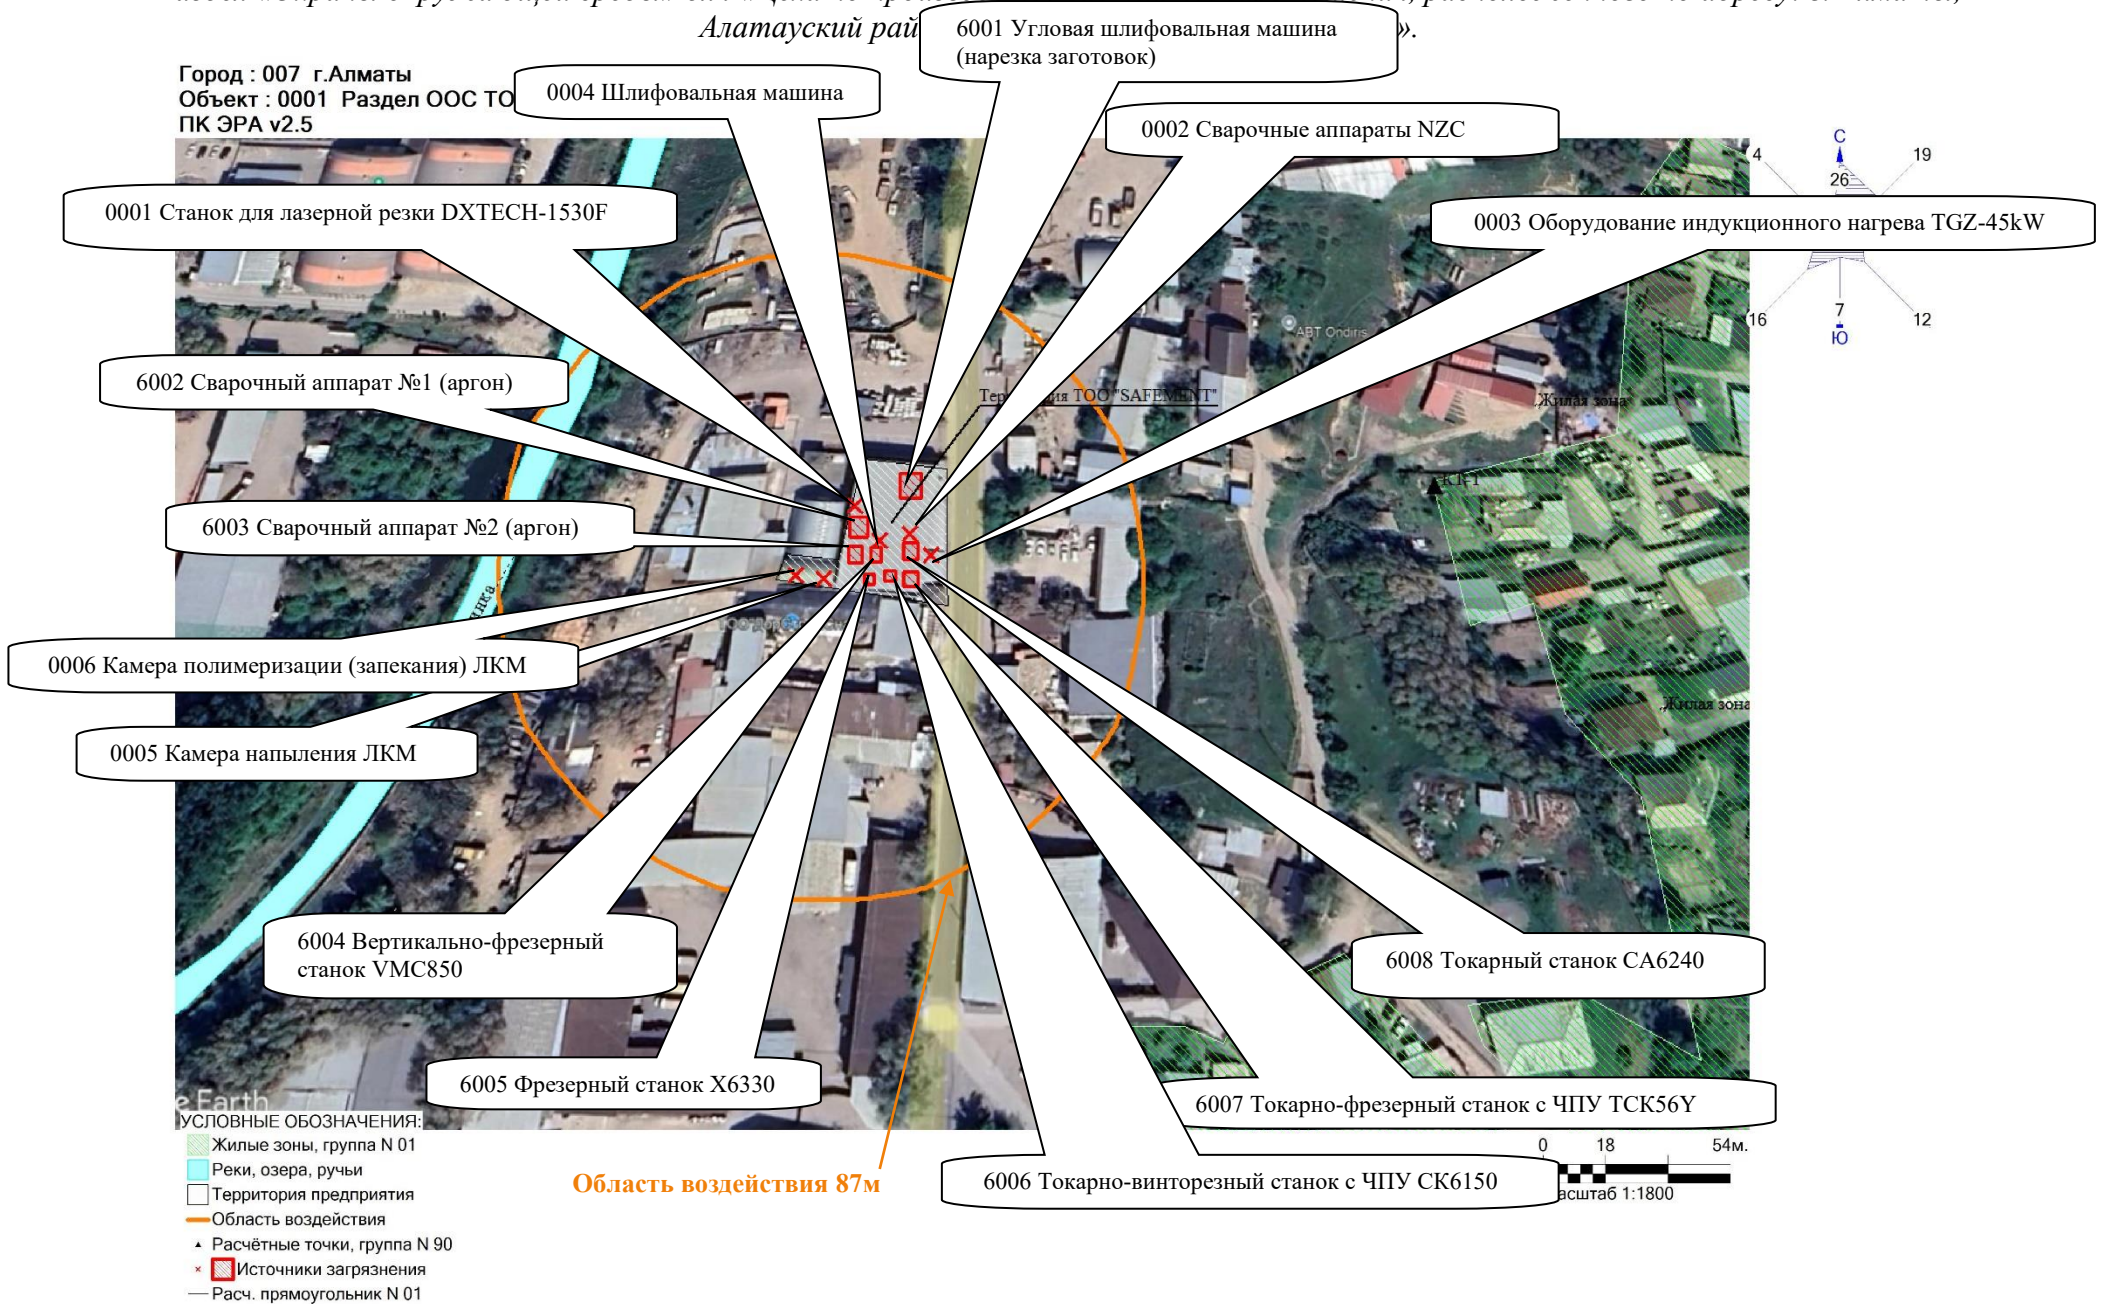 Алатауский рай
».
6001 Угловая шлифовальная машина
(нарезка заготовок)
Город : 007 г.Алматы
Объект : 0001 Раздел ООС ТО
ПК ЭРА v2.5
0004 Шлифовальная машина
0002 Сварочные аппараты NZC
С
4
19
26
0001 Станок для лазерной резки DXTECH-1530F
0003 Оборудование индукционного нагрева TGZ-45kW
16
7
12
Ю
ABT Ondiris
6002 Сварочный аппарат №1 (аргон)
ТОО "SAFEMENT"
Жилая зона
6003 Сварочный аппарат №2 (аргон)
0006 Камера полимеризации (запекания) ЛКМ
Жилая зона
0005 Камера напыления ЛКМ
6004 Вертикально-фрезерный
станок VMC850
6008 Токарный станок CA6240
6005 Фрезерный станок X6330
6007 Токарно-фрезерный станок с ЧПУ ТСК56Y
Earth
УСЛОВНЫЕ ОБОЗНАЧЕНИЯ:
Жилые зоны, группа N 01
Реки, озера, ручьи
Территория предприятия
Область воздействия
Расчётные точки, группа N 90
Источники загрязнения
Расч. прямоугольник N 01
Область воздействия 87м
6006 Токарно-винторезный станок с ЧПУ СК6150
0 18 54м.
асштаб 1:1800